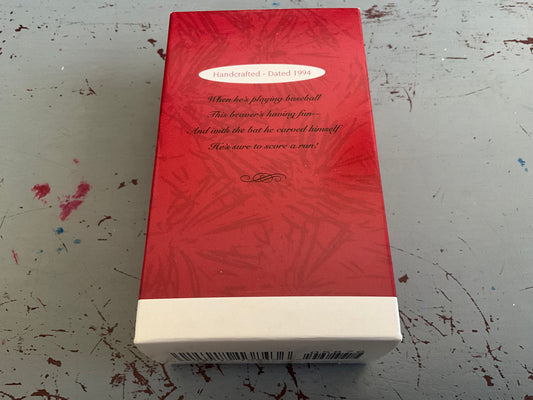 Handcrafted - Dated 1994
When he's playing baseball
This beaver's having fun—
And with the bat he carved himself
He's sure to score a run!